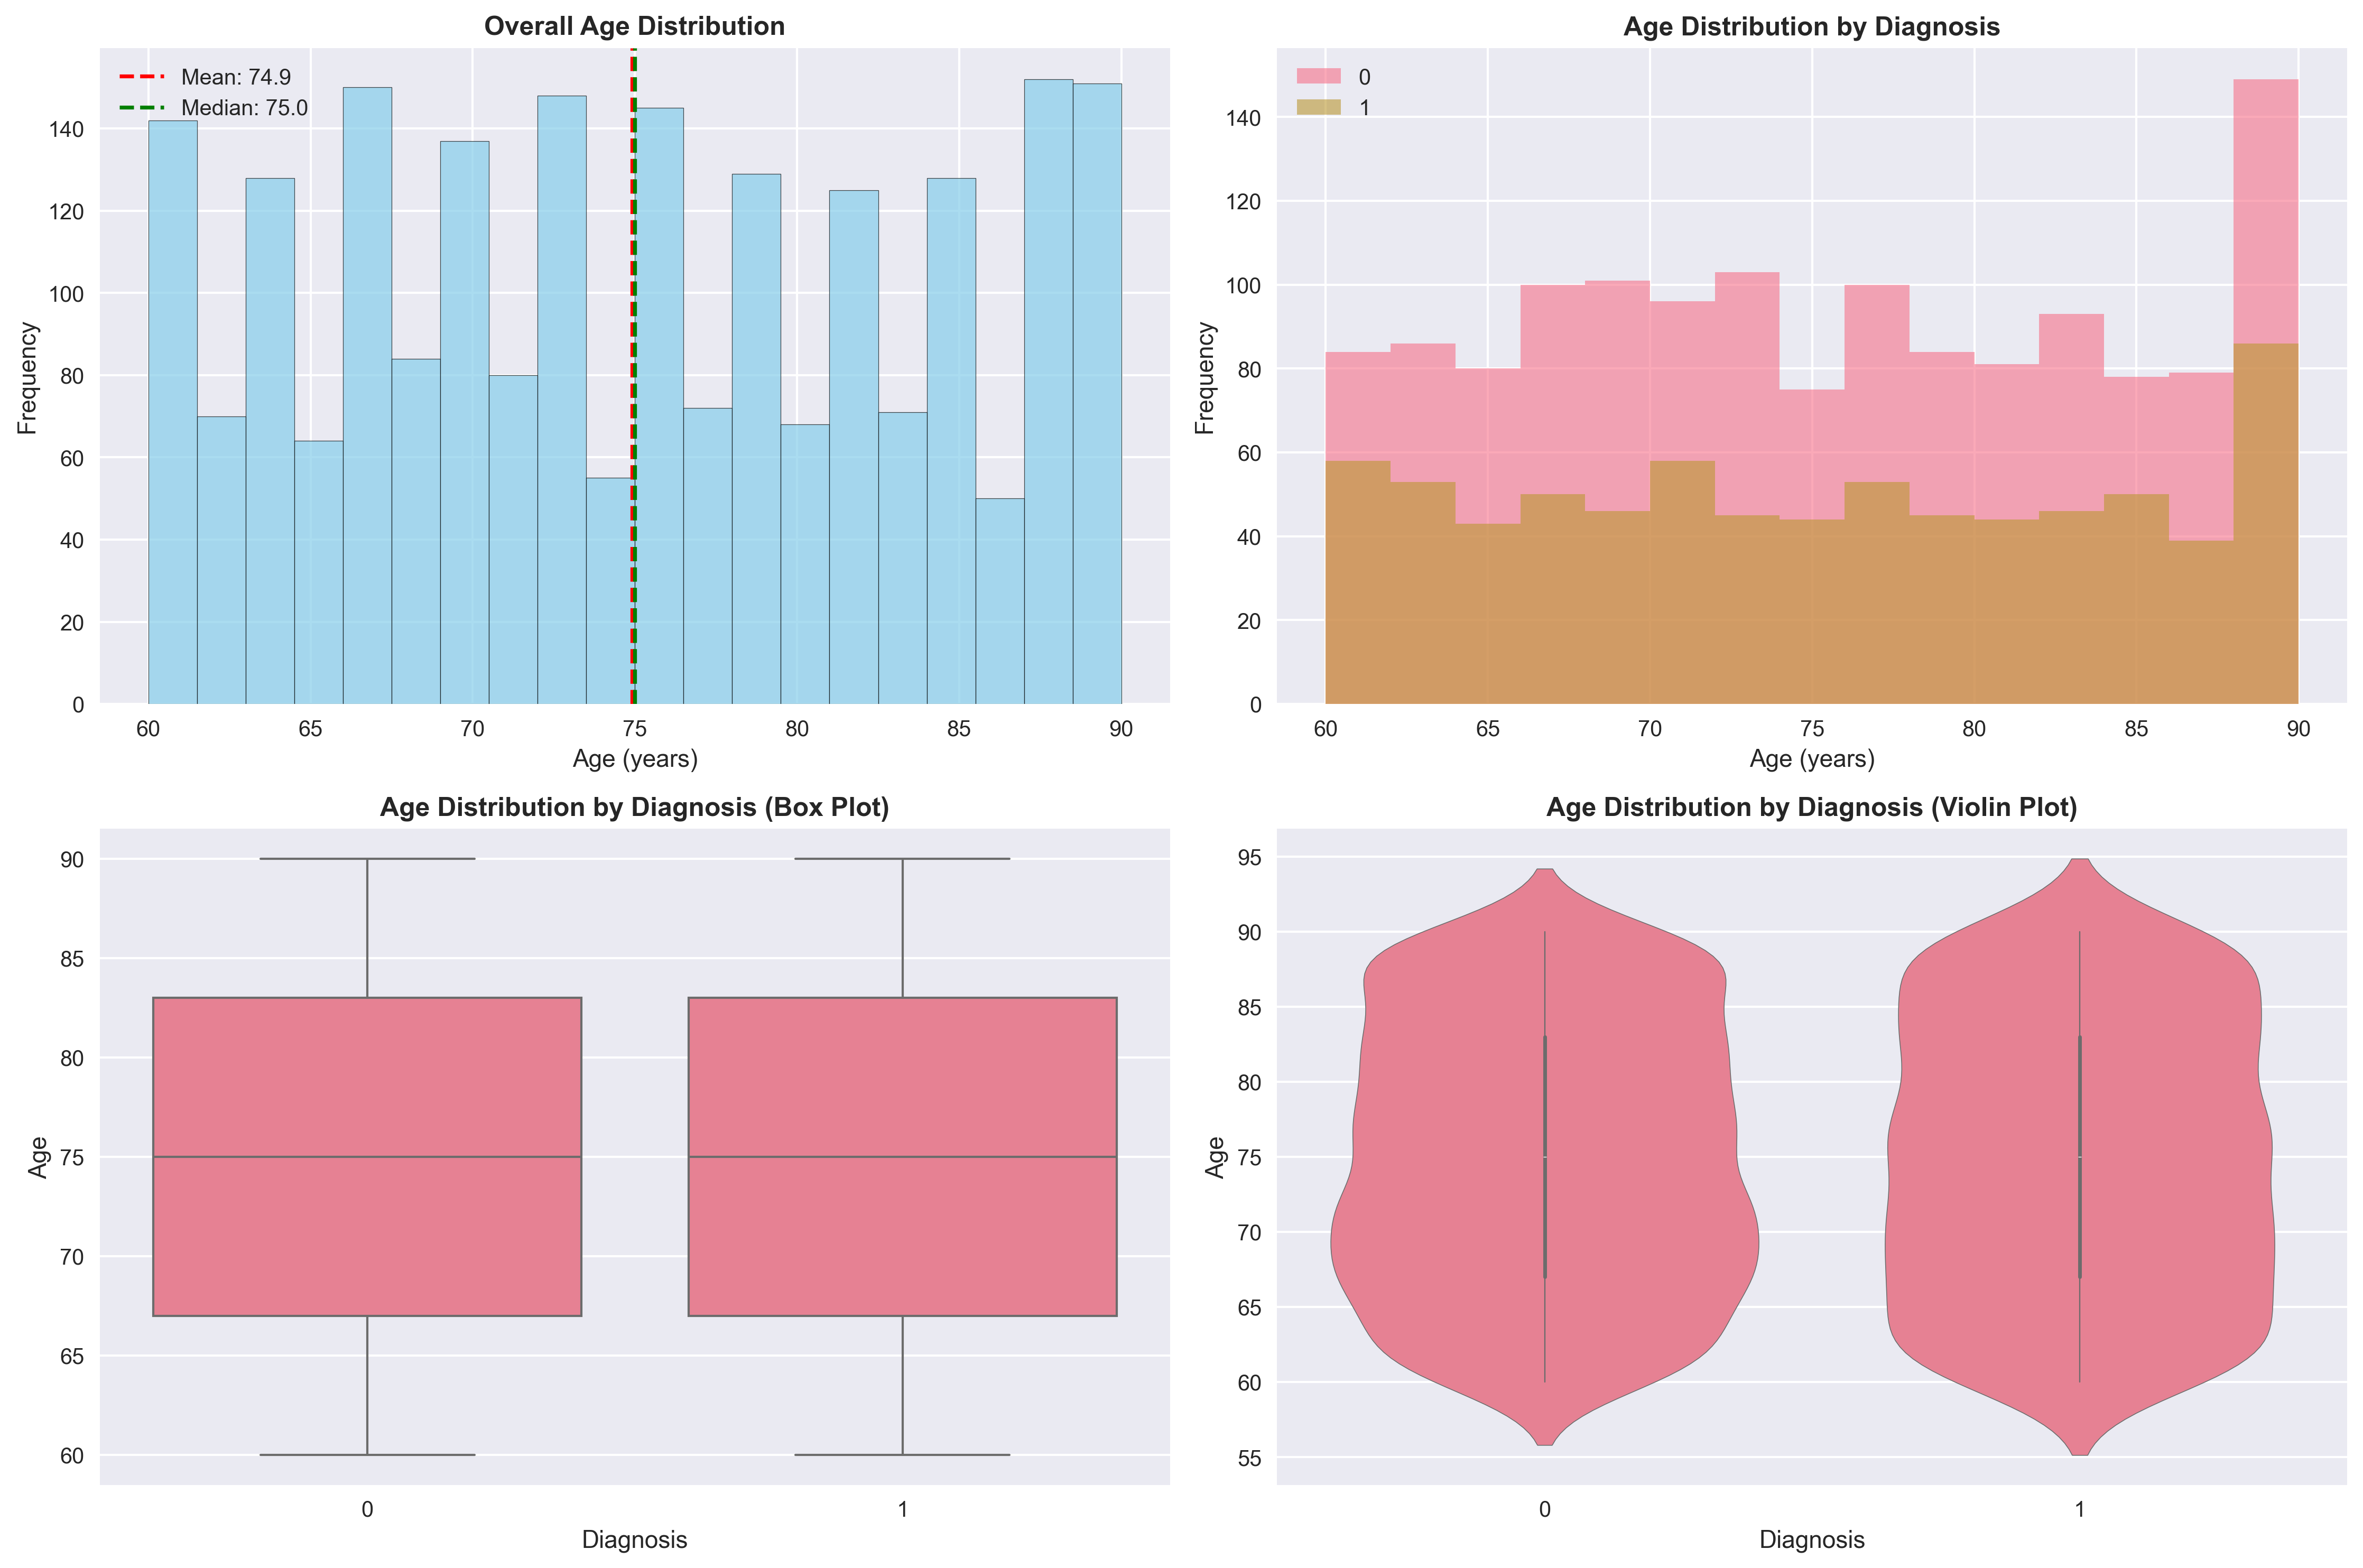 Overall Age Distribution
Mean: 74.9
Median: 75.0
Frequency
140
120
100
80
60
40
20
0
60 65 70 75 80 85 90
Age (years)
Age Distribution by Diagnosis
0
1
Frequency
140
120
100
80
60
40
20
0
60 65 70 75 80 85 90
Age (years)
Age Distribution by Diagnosis (Box Plot)
Age
90
85
80
75
70
65
60
0 1
Diagnosis
Age Distribution by Diagnosis (Violin Plot)
Age
95
90
85
80
75
70
65
60
55
0 1
Diagnosis